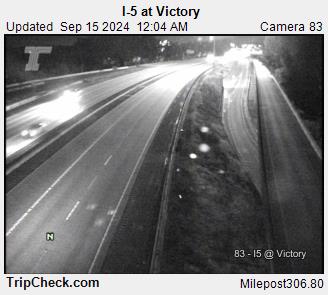 I-5 at Victory
Updated Sep 15 2024 12:04 AM Camera 83
T
N
83 - I5 @ Victory
TripCheck.com Milepost306.80